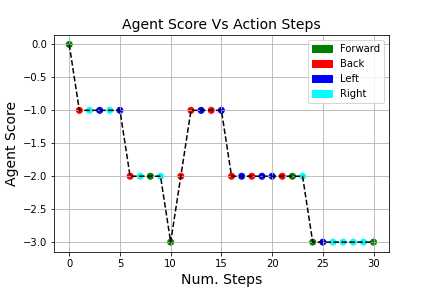 Agent Score Vs Action Steps
Agent Score
0.0
−0.5
−1.0
−1.5
−2.0
−2.5
−3.0
Forward
Back
Left
Right
0 5 10 15 20 25 30
Num. Steps